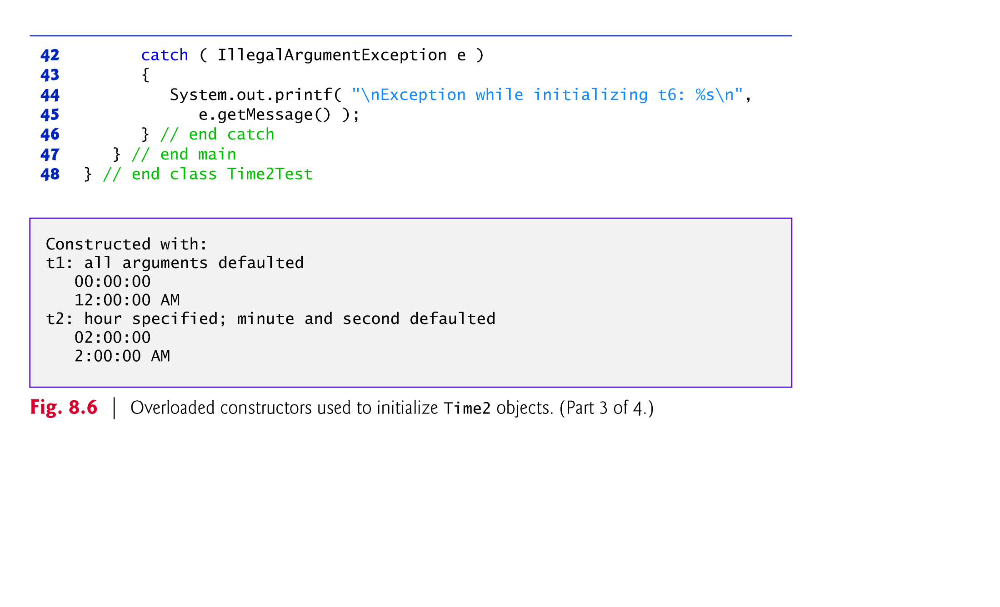 42 catch ( IllegalArgumentException e )
43 {
44 System.out.printf( "\nException while initializing t6: %s\n",
45 e.getMessage() );
46 } // end catch
47 } // end main
48 } // end class Time2Test
Constructed with:
t1: all arguments defaulted
00:00:00
12:00:00 AM
t2: hour specified; minute and second defaulted
02:00:00
2:00:00 AM
Fig. 8.6 | Overloaded constructors used to initialize Time2 objects. (Part 3 of 4.)